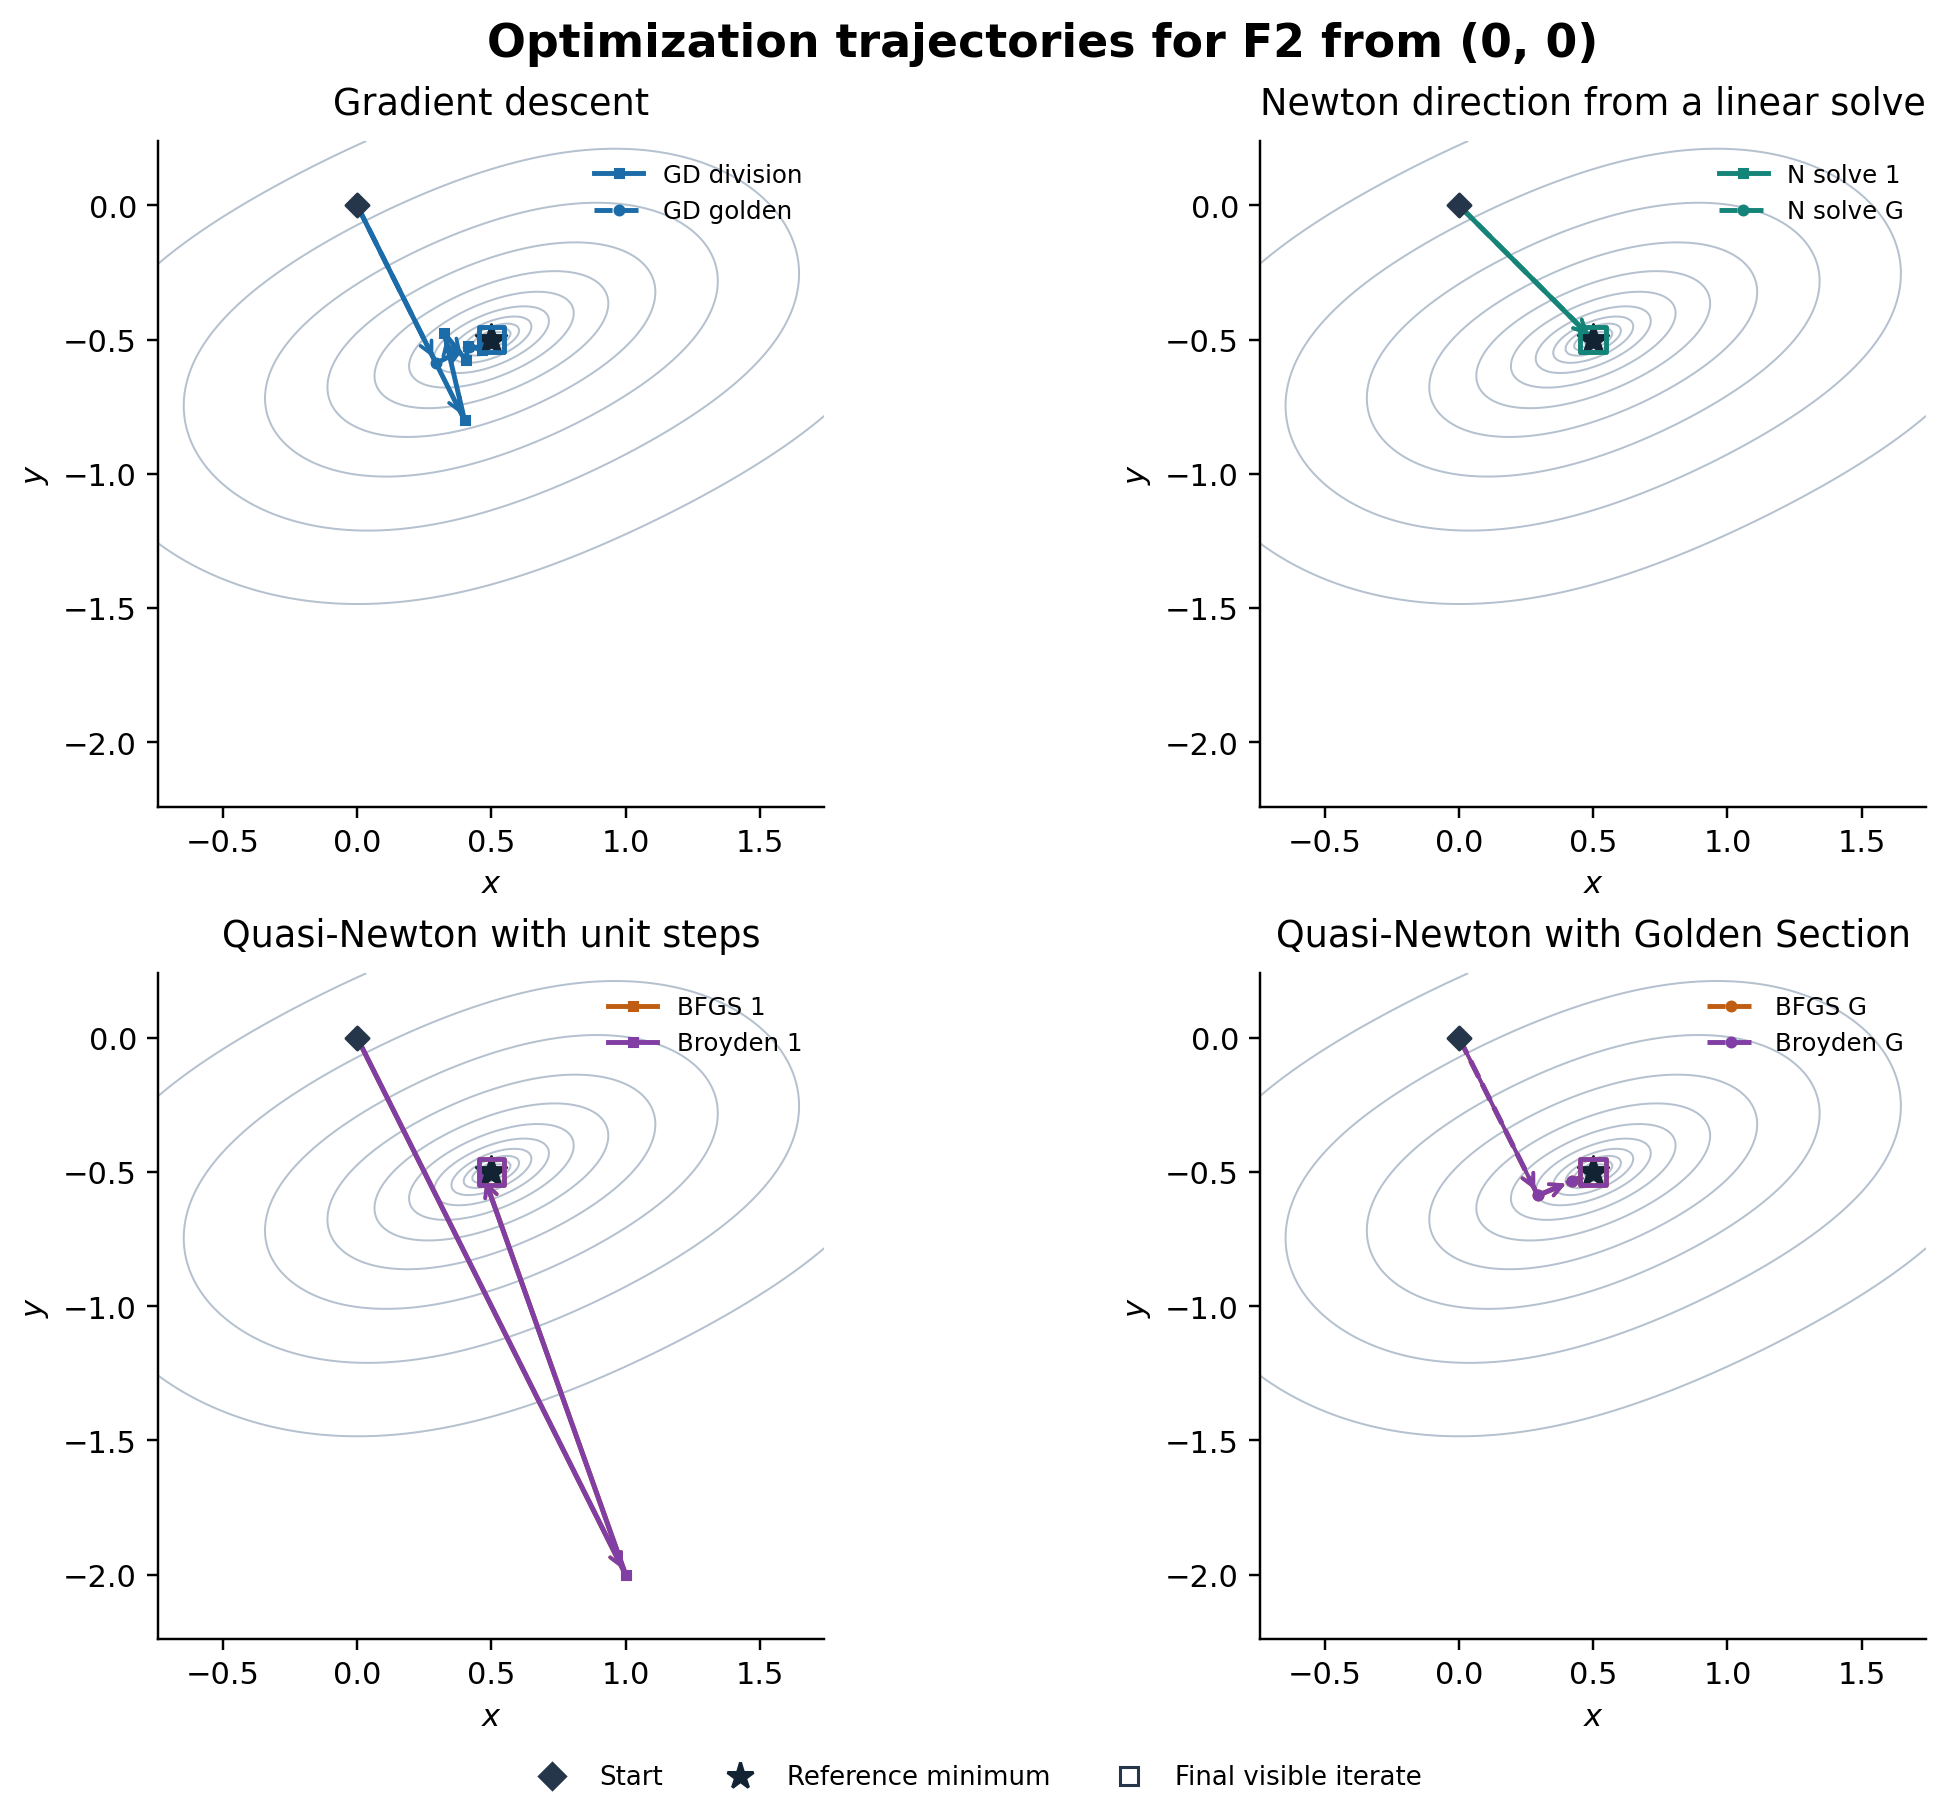 Optimization trajectories for F2 from (0, 0)
Gradient descent
GD division
GD golden
0.0
−0.5
−1.0
−1.5
−2.0
y
−0.5 0.0 0.5 1.0 1.5
x
Newton direction from a linear solve
N solve 1
N solve G
0.0
−0.5
−1.0
−1.5
−2.0
y
−0.5 0.0 0.5 1.0 1.5
x
Quasi-Newton with unit steps
BFGS 1
Broyden 1
0.0
−0.5
−1.0
−1.5
−2.0
y
−0.5 0.0 0.5 1.0 1.5
x
Quasi-Newton with Golden Section
BFGS G
Broyden G
0.0
−0.5
−1.0
−1.5
−2.0
y
−0.5 0.0 0.5 1.0 1.5
x
Start Reference minimum Final visible iterate